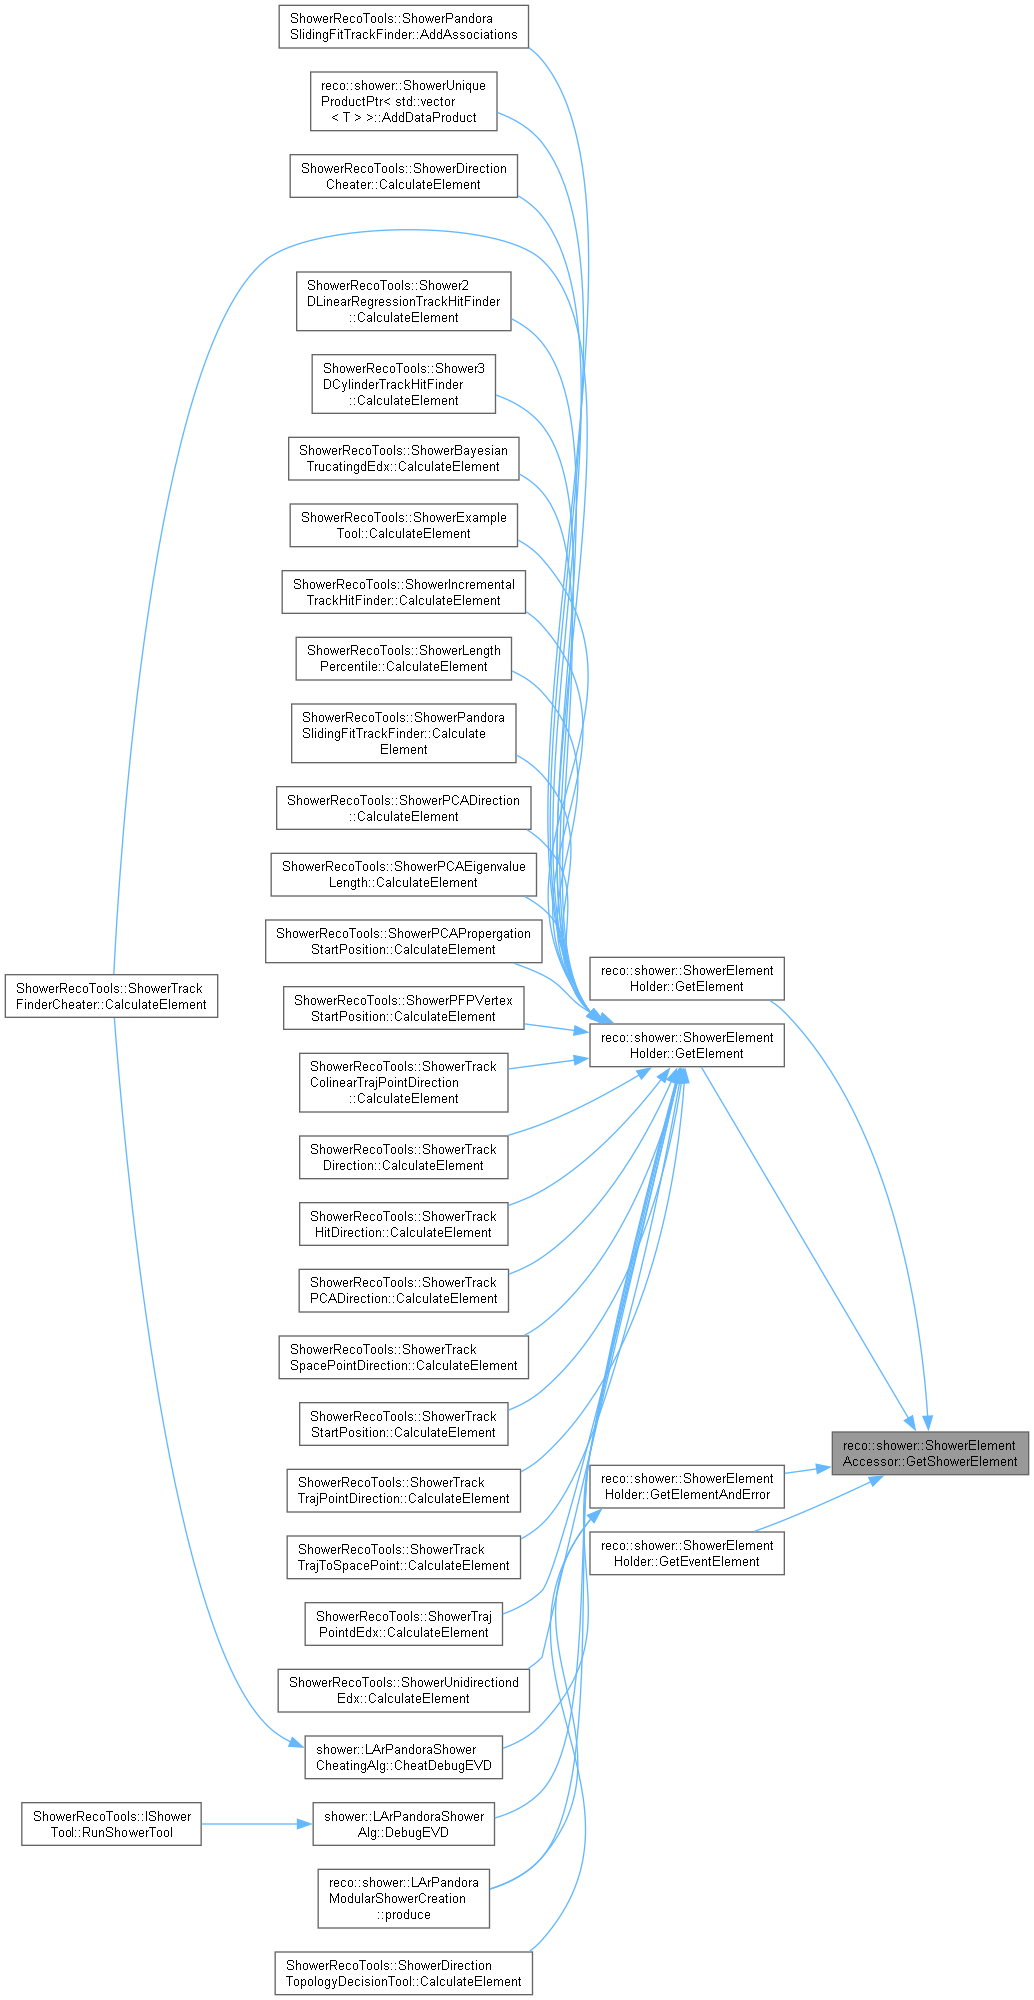 ShowerRecoTools::ShowerPandora
SlidingFitTrackFinder::AddAssociations
reco::shower::ShowerUnique
ProductPtr< std::vector
< T > >::AddDataProduct
ShowerRecoTools::ShowerDirection
Cheater::CalculateElement
ShowerRecoTools::Shower2
DLinearRegressionTrackHitFinder
::CalculateElement
ShowerRecoTools::Shower3
DCylinderTrackHitFinder
::CalculateElement
ShowerRecoTools::ShowerBayesian
TrucatingdEdx::CalculateElement
ShowerRecoTools::ShowerExample
Tool::CalculateElement
ShowerRecoTools::ShowerIncremental
TrackHitFinder::CalculateElement
ShowerRecoTools::ShowerLength
Percentile::CalculateElement
ShowerRecoTools::ShowerPandora
SlidingFitTrackFinder::Calculate
Element
ShowerRecoTools::ShowerPCADirection
::CalculateElement
ShowerRecoTools::ShowerPCAEigenvalue
Length::CalculateElement
ShowerRecoTools::ShowerPCAPropergation
StartPosition::CalculateElement
reco::shower::ShowerElement
Holder::GetElement
ShowerRecoTools::ShowerTrack
FinderCheater::CalculateElement
ShowerRecoTools::ShowerPFPVertex
StartPosition::CalculateElement
reco::shower::ShowerElement
Holder::GetElement
ShowerRecoTools::ShowerTrack
ColinearTrajPointDirection
::CalculateElement
ShowerRecoTools::ShowerTrack
Direction::CalculateElement
ShowerRecoTools::ShowerTrack
HitDirection::CalculateElement
ShowerRecoTools::ShowerTrack
PCADirection::CalculateElement
ShowerRecoTools::ShowerTrack
SpacePointDirection::CalculateElement
ShowerRecoTools::ShowerTrack
StartPosition::CalculateElement
reco::shower::ShowerElement
Accessor::GetShowerElement
ShowerRecoTools::ShowerTrack
TrajPointDirection::CalculateElement
reco::shower::ShowerElement
Holder::GetElementAndError
ShowerRecoTools::ShowerTrack
TrajToSpacePoint::CalculateElement
reco::shower::ShowerElement
Holder::GetEventElement
ShowerRecoTools::ShowerTraj
PointdEdx::CalculateElement
ShowerRecoTools::ShowerUnidirectiond
Edx::CalculateElement
shower::LArPandoraShower
CheatingAlg::CheatDebugEVD
ShowerRecoTools::IShower
Tool::RunShowerTool
shower::LArPandoraShower
Alg::DebugEVD
reco::shower::LArPandora
ModularShowerCreation
::produce
ShowerRecoTools::ShowerDirection
TopologyDecisionTool::CalculateElement